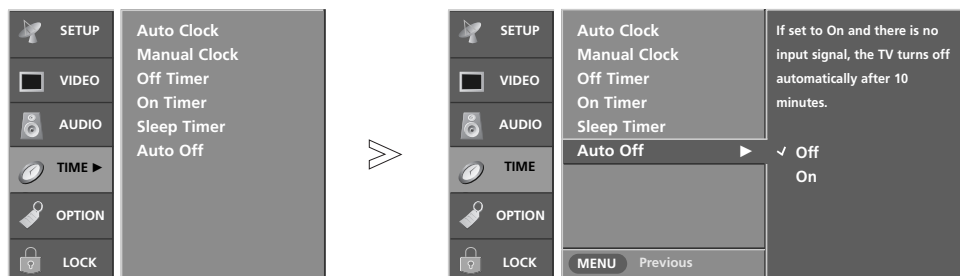 SETUP
VIDEO
AUDIO
TIME ►
OPTION
LOCK
Auto Clock
Manual Clock
Off Timer
On Timer
Sleep Timer
Auto Off
SETUP
VIDEO
AUDIO
TIME
OPTION
LOCK
Auto Clock
Manual Clock
Off Timer
On Timer
Sleep Timer
Auto Off ►
MENU Previous
If set to On and there is no
input signal, the TV turns off
automatically after 10
minutes.
✓ Off
On